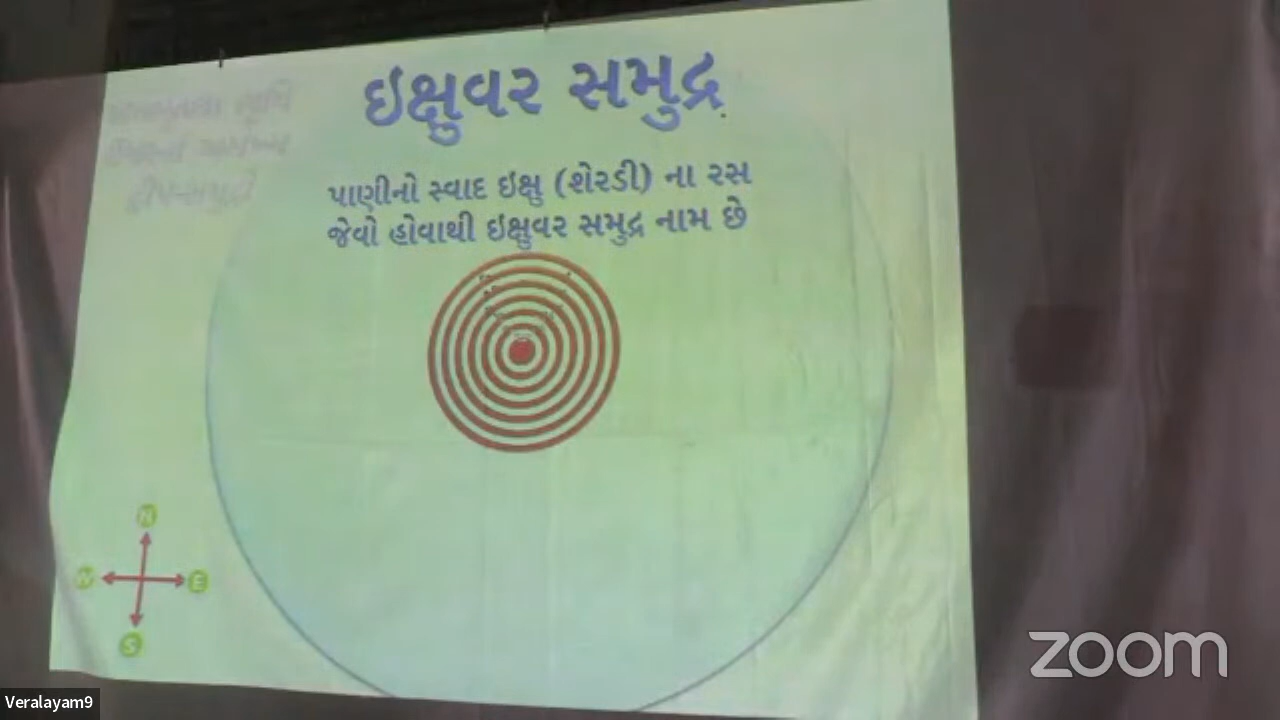 ઇક્ષુવર સમુદ્ર
પાણીનો સ્વાદ ઇક્ષુ (શેરડી) ના રસ
જેવો હોવાથી ઇક્ષુવર સમુદ્ર નામ છે
N
W E
S
zoom
Veralayam9